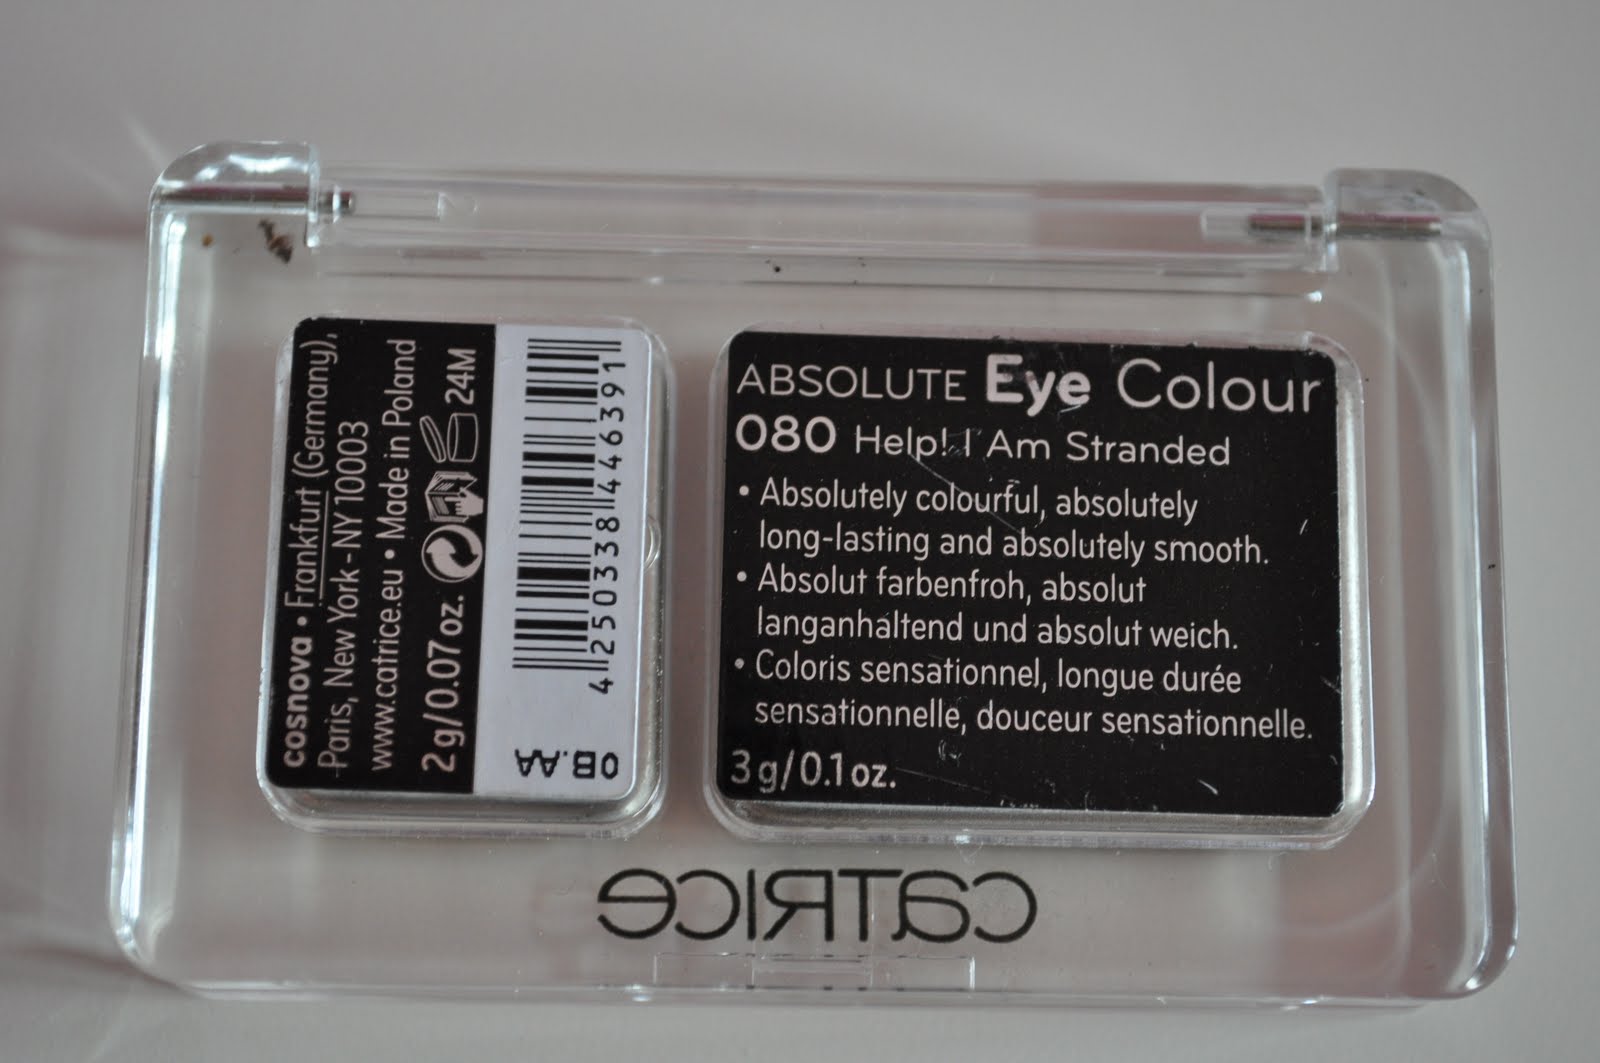 cosnova • Frankfurt (Germany),
Paris, New York - NY 10003
www.catrice.eu • Made in Poland
2 g/0.07 oz.
24M
4 250338 446391
0B.AA
ABSOLUTE Eye Colour
080 Help! I Am Stranded
• Absolutely colourful, absolutely
long-lasting and absolutely smooth.
• Absolut farbenfroh, absolut
langanhaltend und absolut weich.
• Coloris sensationnel, longue durée
sensationnelle, douceur sensationnelle.
3 g/0.1 oz.
CATRICE